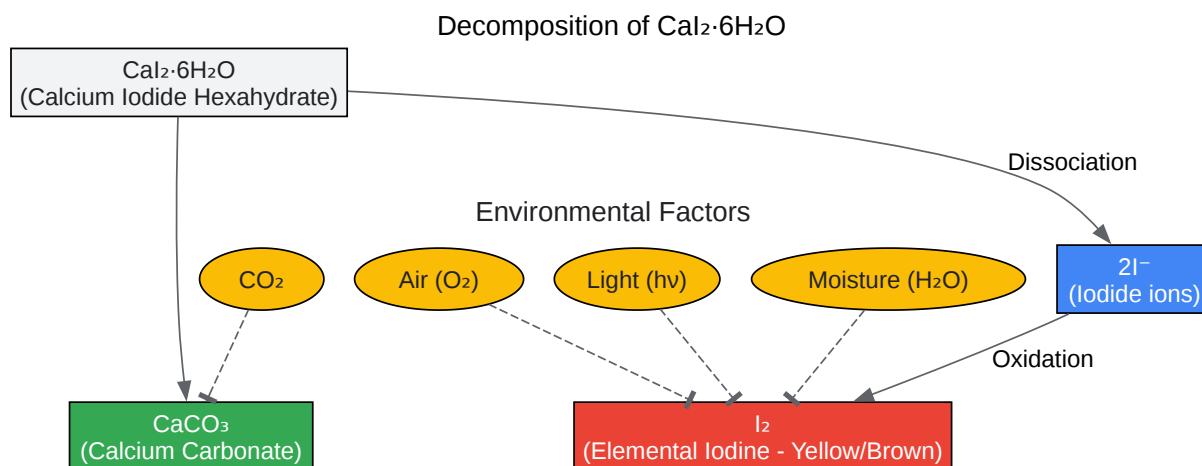 Decomposition of CaI₂·6H₂O
CaI₂·6H₂O
(Calcium Iodide Hexahydrate)
Dissociation
Environmental Factors
CO₂
Air (O₂)
Light (hν)
Moisture (H₂O)
2I⁻
(Iodide ions)
Oxidation
CaCO₃
(Calcium Carbonate)
I₂
(Elemental Iodine - Yellow/Brown)